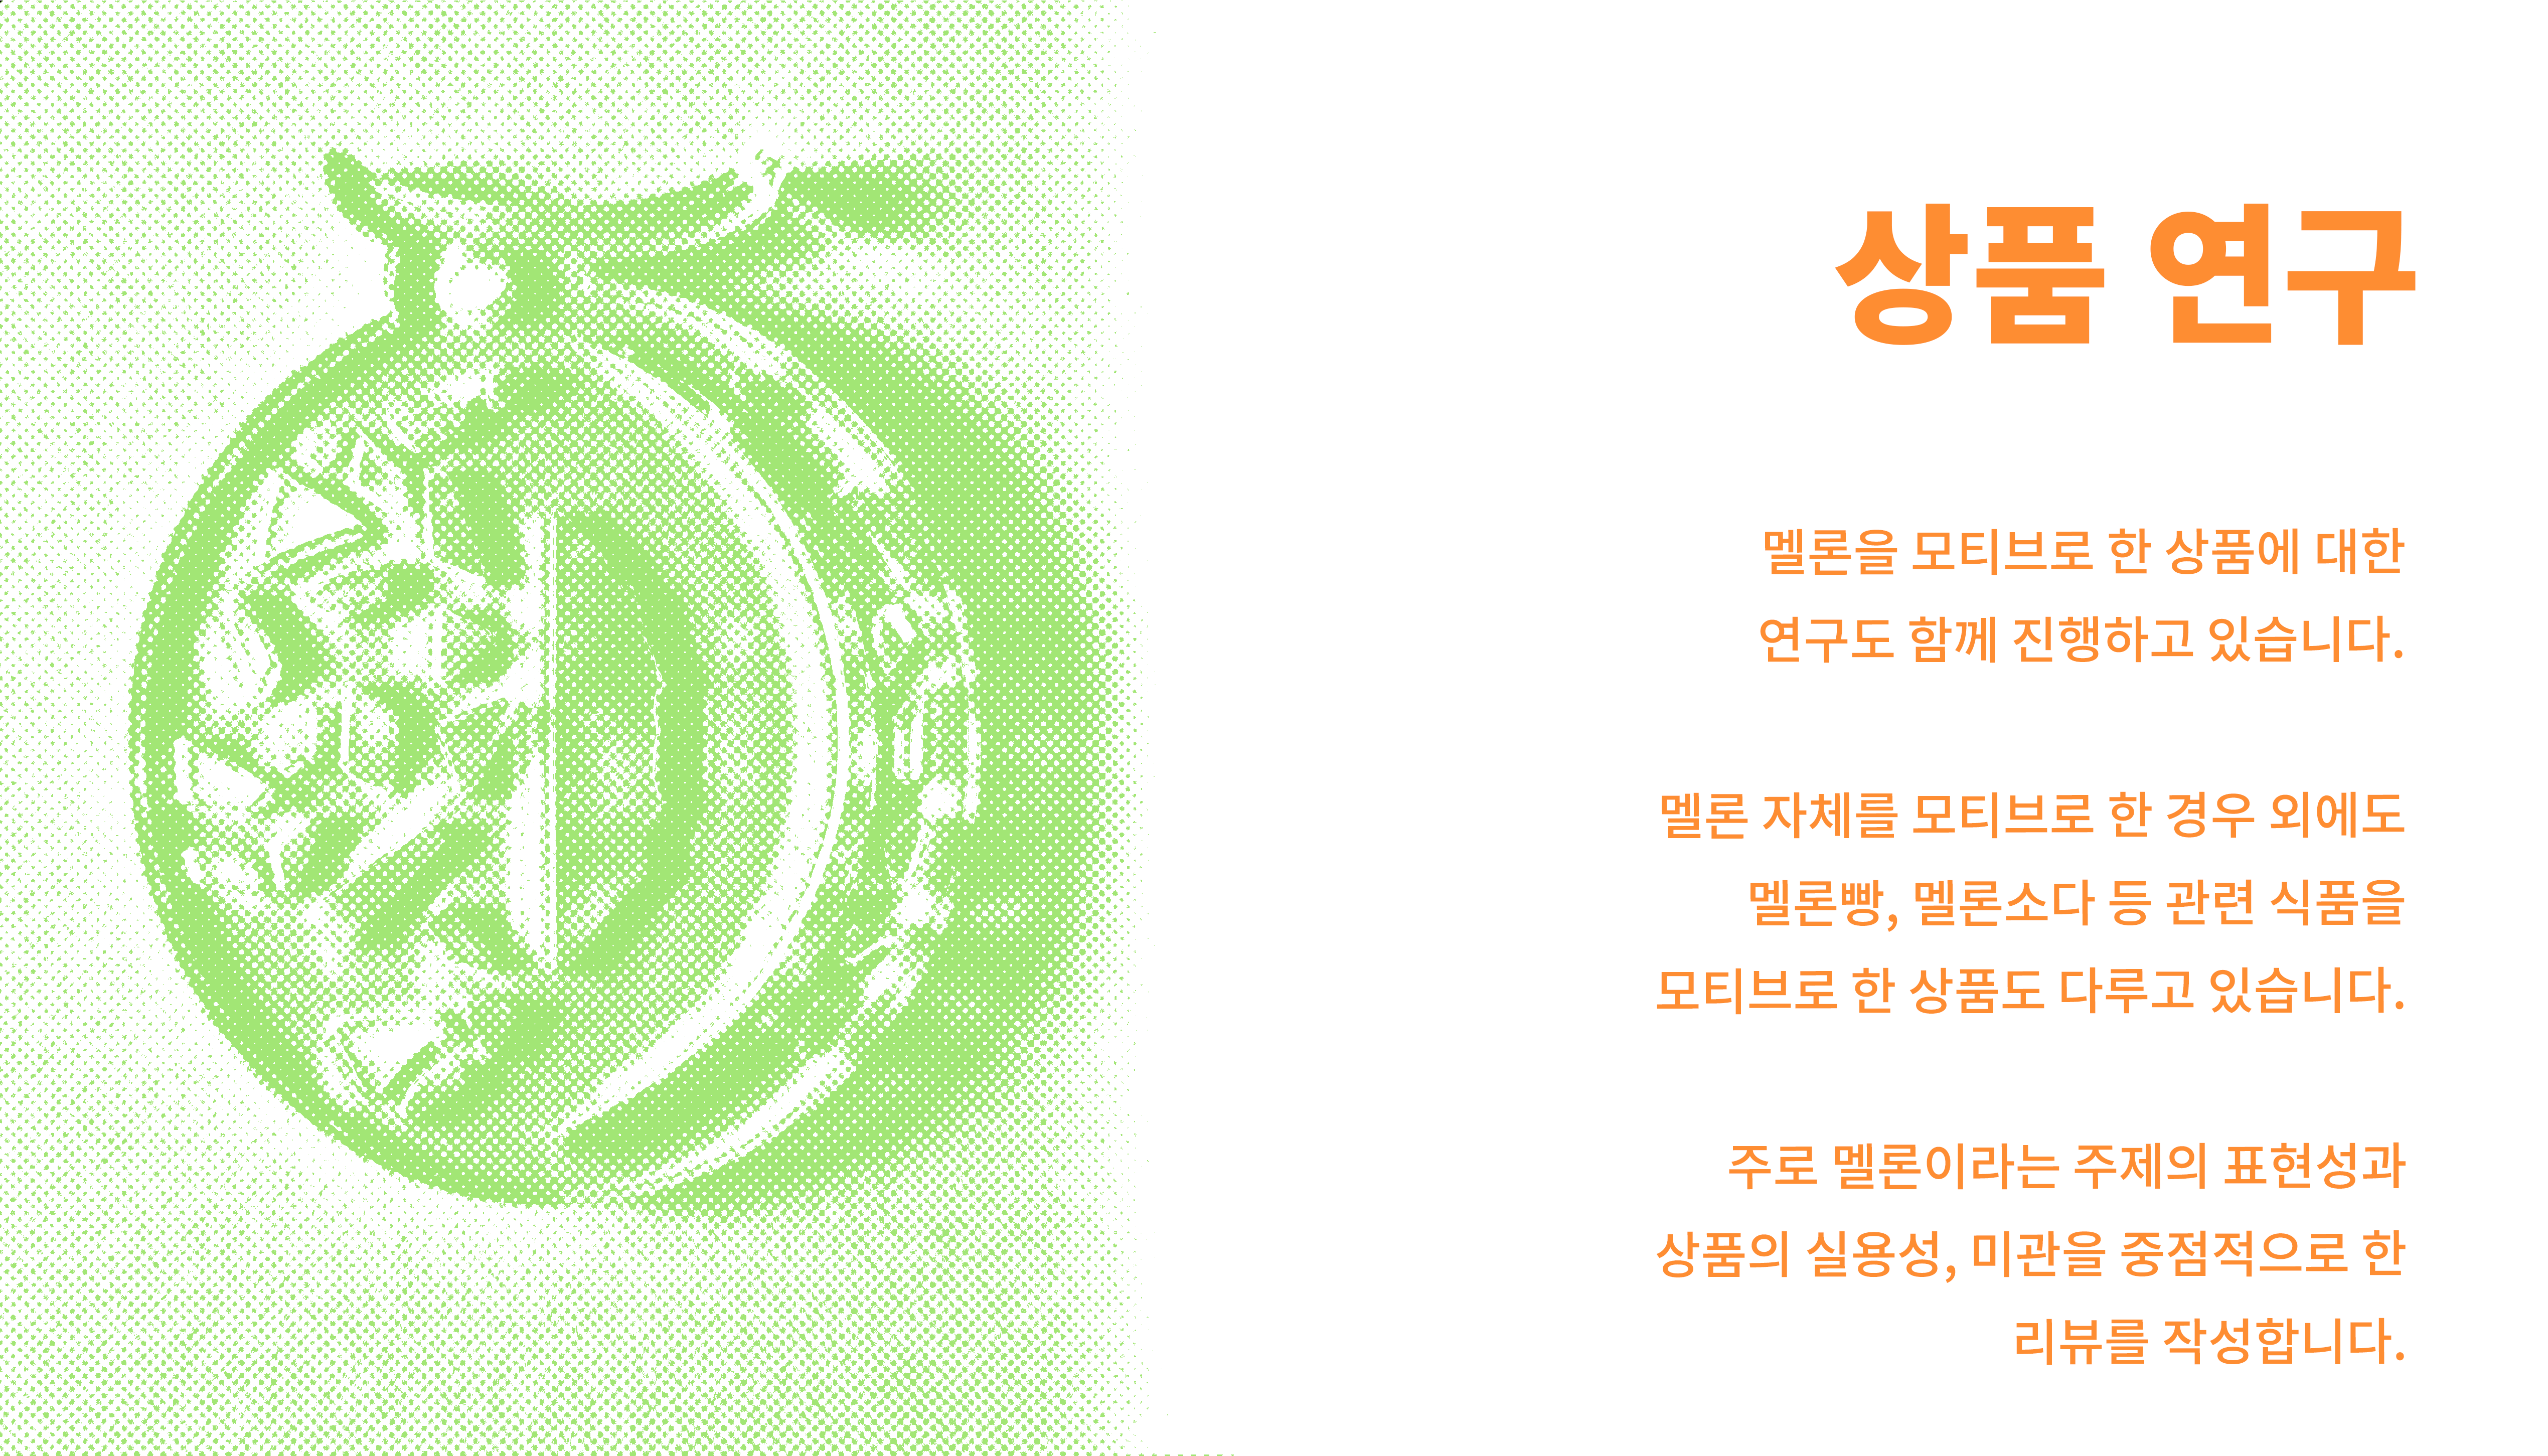 상품 연구
멜론을 모티브로 한 상품에 대한
연구도 함께 진행하고 있습니다.
멜론 자체를 모티브로 한 경우 외에도
멜론빵, 멜론소다 등 관련 식품을
모티브로 한 상품도 다루고 있습니다.
주로 멜론이라는 주제의 표현성과
상품의 실용성, 미관을 중점적으로 한
리뷰를 작성합니다.